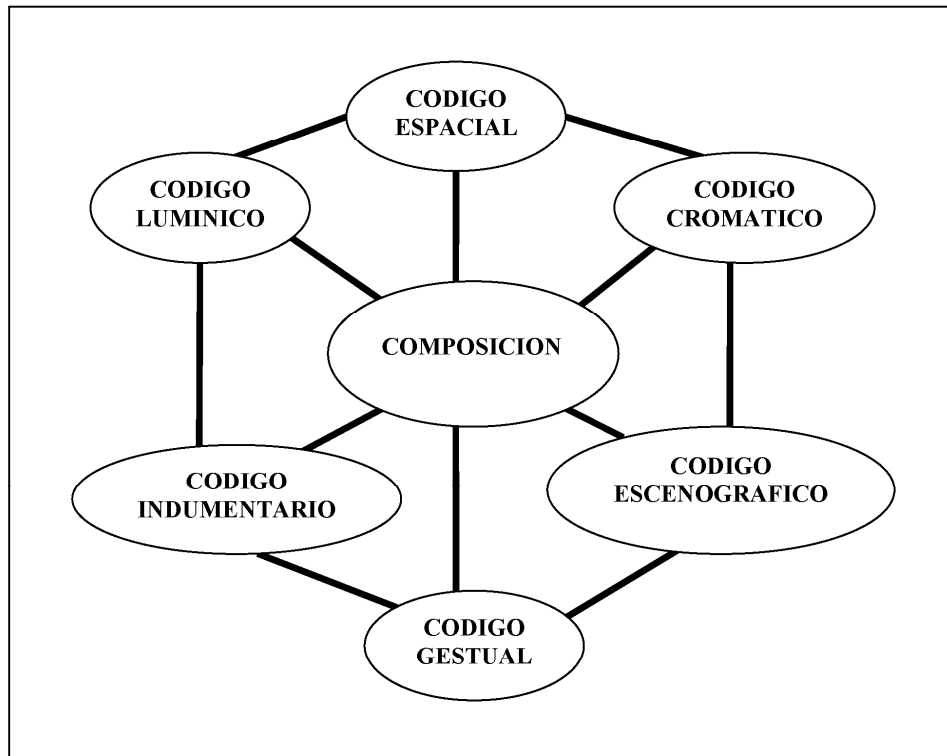 CODIGO
ESPACIAL
CODIGO
LUMINICO
CODIGO
CROMATICO
COMPOSICION
CODIGO
INDUMENTARIO
CODIGO
ESCENOGRAFICO
CODIGO
GESTUAL